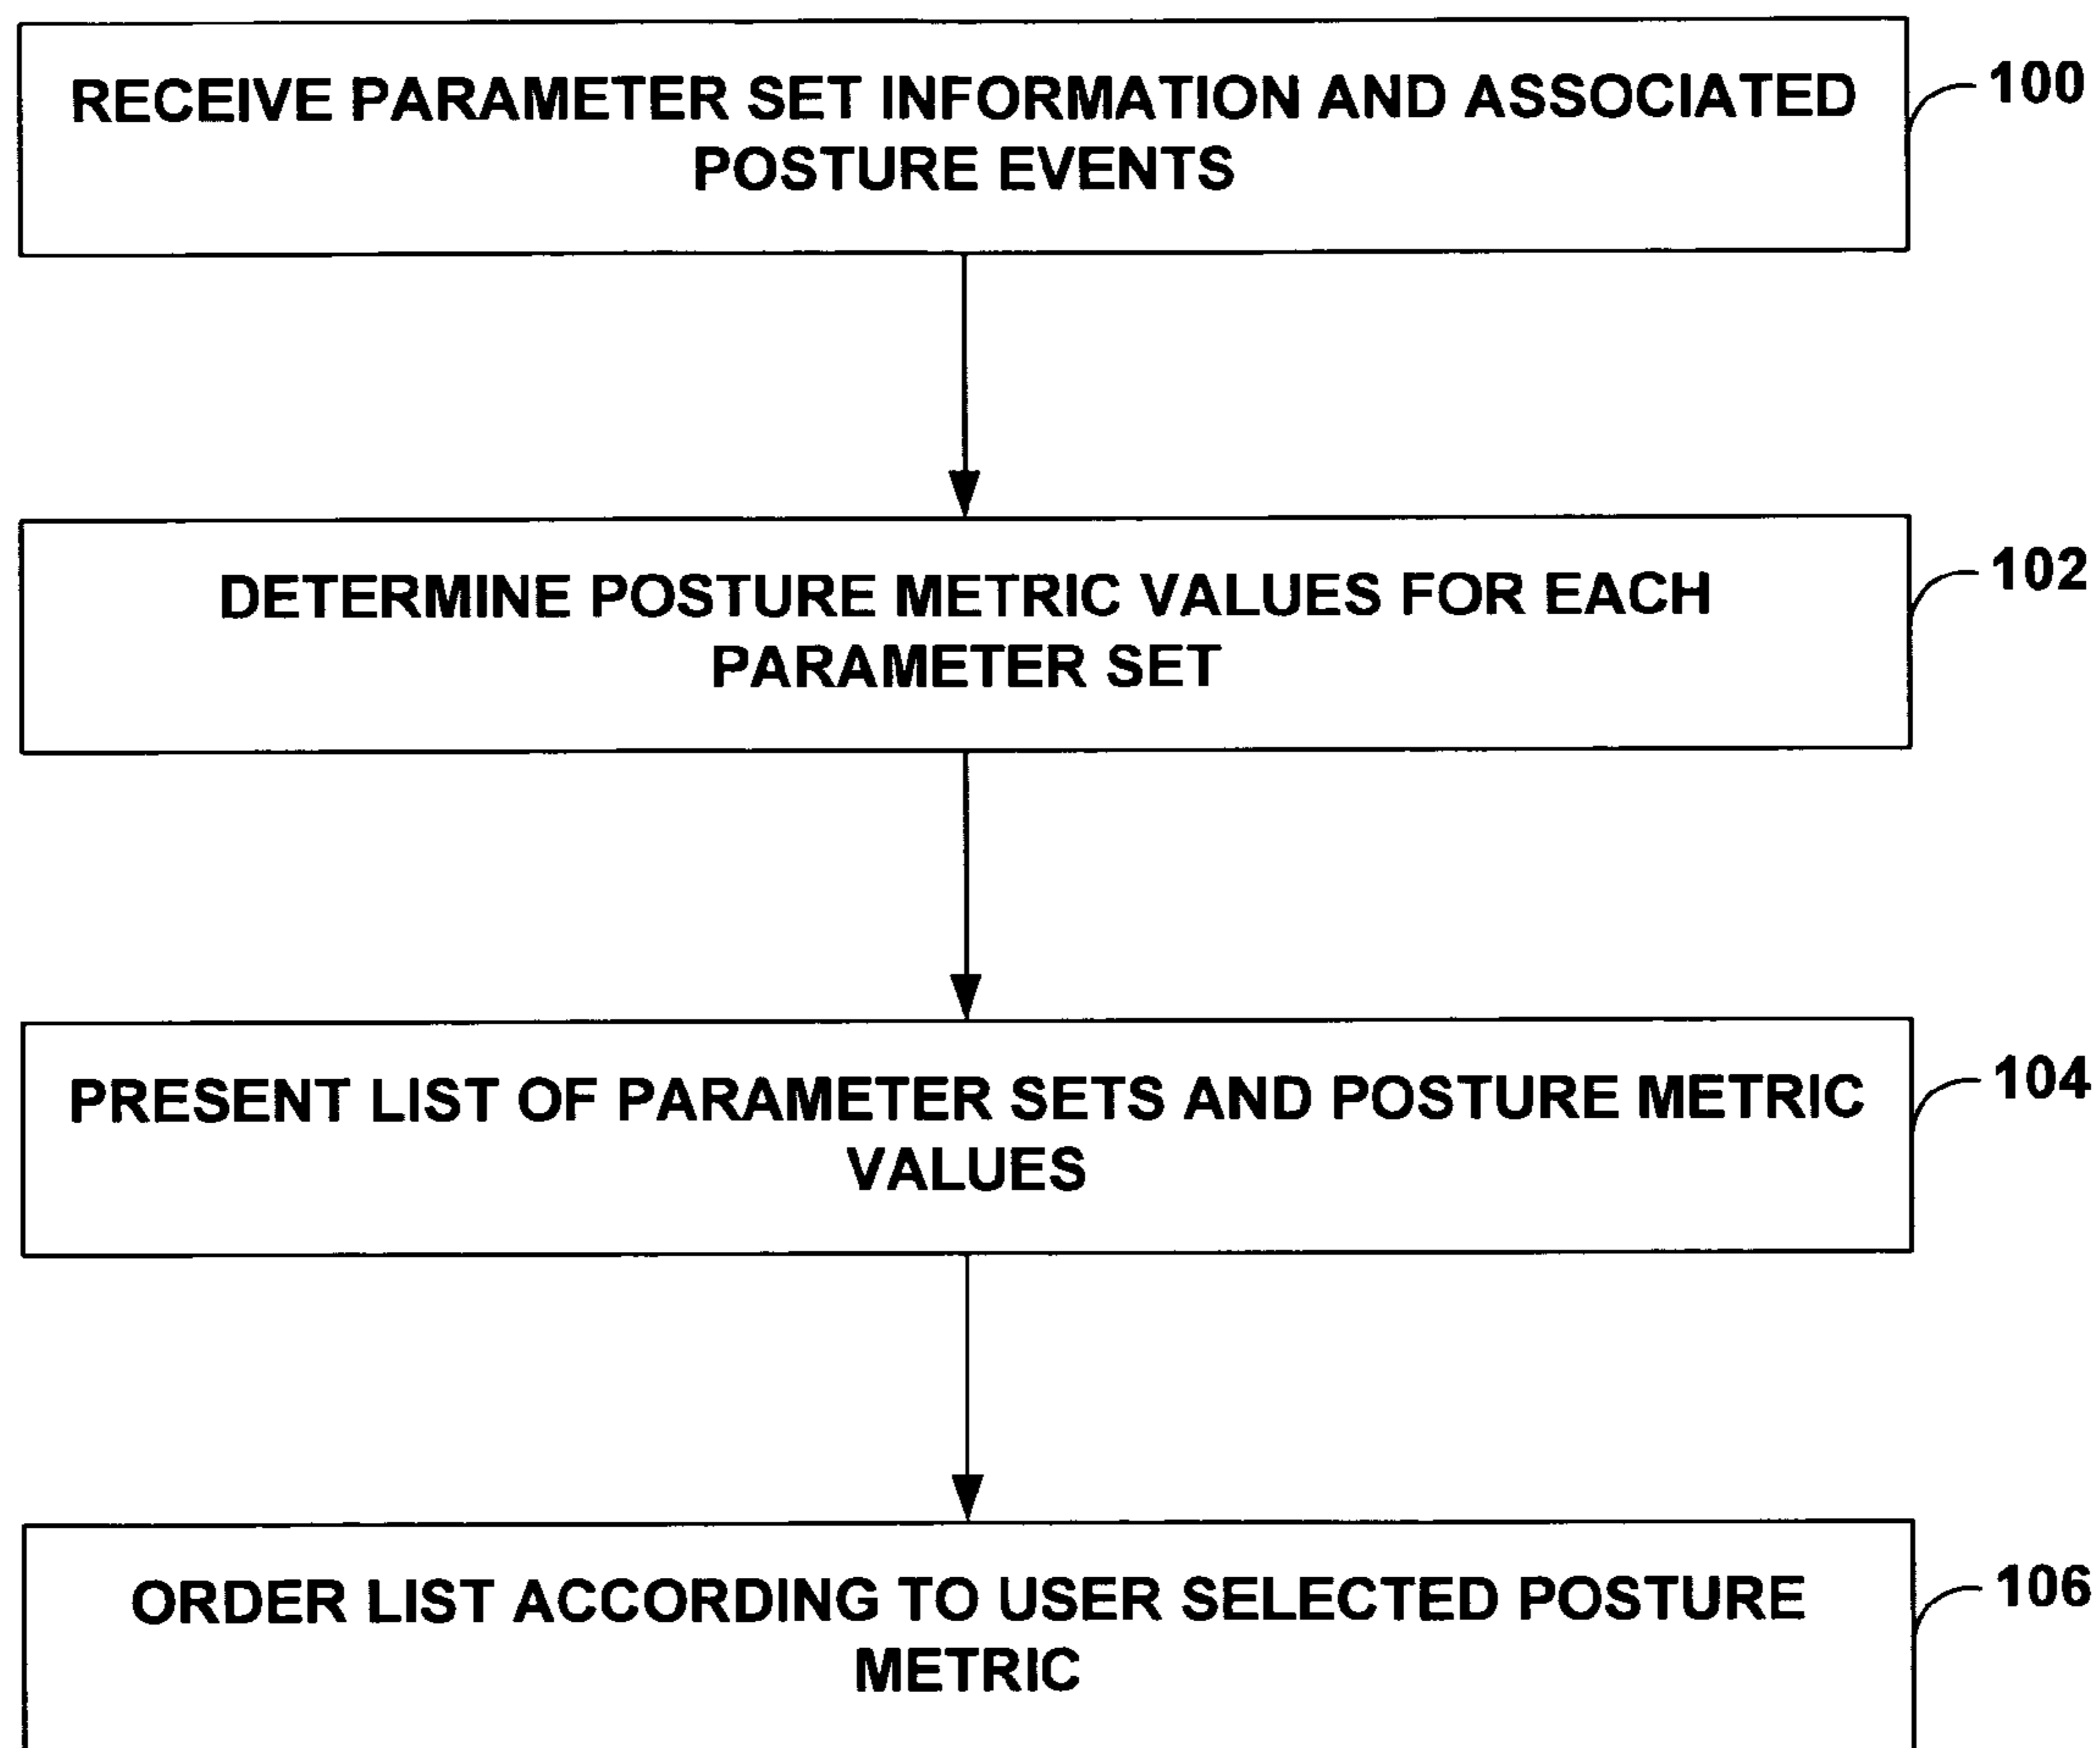 RECEIVE PARAMETER SET INFORMATION AND ASSOCIATED
POSTURE EVENTS
100
DETERMINE POSTURE METRIC VALUES FOR EACH
PARAMETER SET
102
PRESENT LIST OF PARAMETER SETS AND POSTURE METRIC
VALUES
104
ORDER LIST ACCORDING TO USER SELECTED POSTURE
METRIC
106